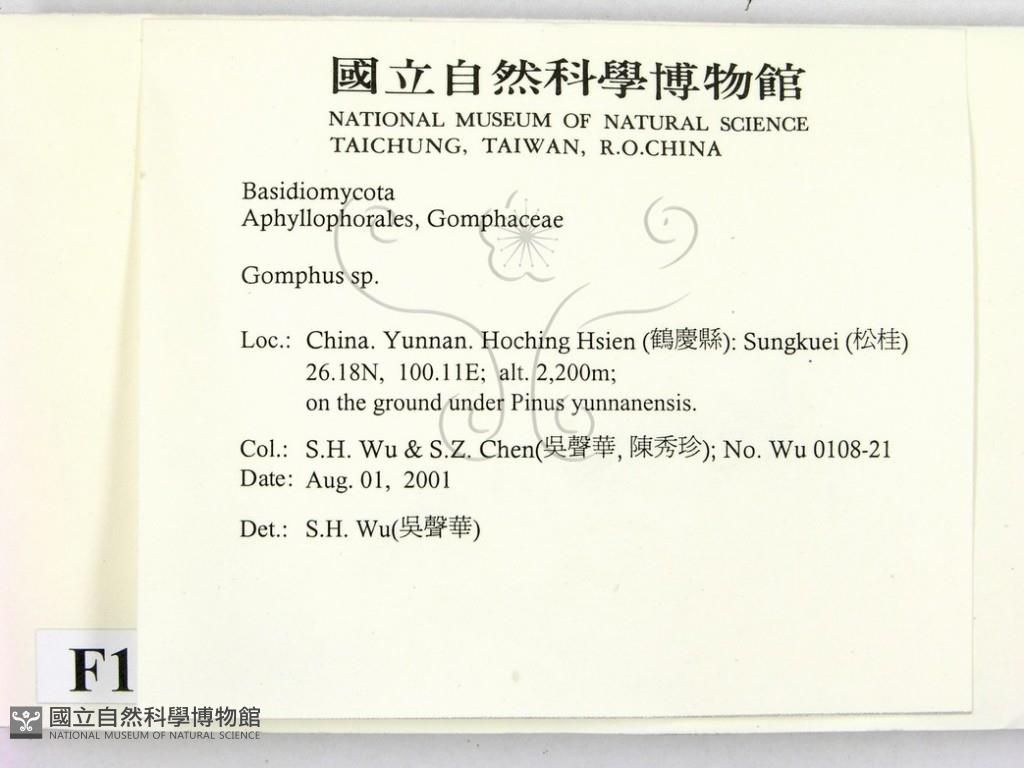 國立自然科學博物館
NATIONAL MUSEUM OF NATURAL SCIENCE
TAICHUNG, TAIWAN, R.O.CHINA
Basidiomycota
Aphyllophorales, Gomphaceae
Gomphus sp.
Loc.: China. Yunnan. Hoching Hsien (鶴慶縣): Sungkuei (松桂)
26.18N, 100.11E; alt. 2,200m;
on the ground under Pinus yunnanensis.
Col.: S.H. Wu & S.Z. Chen(吳聲華, 陳秀珍); No. Wu 0108-21
Date: Aug. 01, 2001
Det.: S.H. Wu(吳聲華)
F1
國立自然科學博物館
NATIONAL MUSEUM OF NATURAL SCIENCE